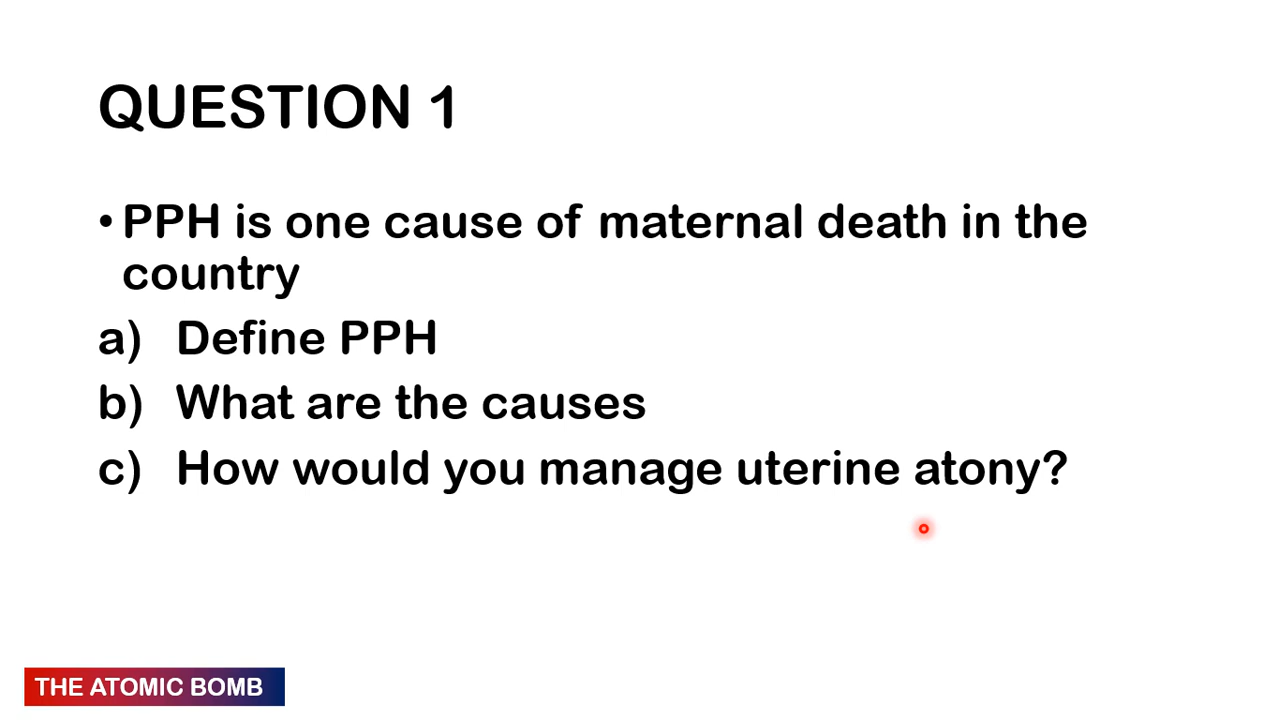 QUESTION 1
• PPH is one cause of maternal death in the
country
a) Define PPH
b) What are the causes
c) How would you manage uterine atony?
THE ATOMIC BOMB